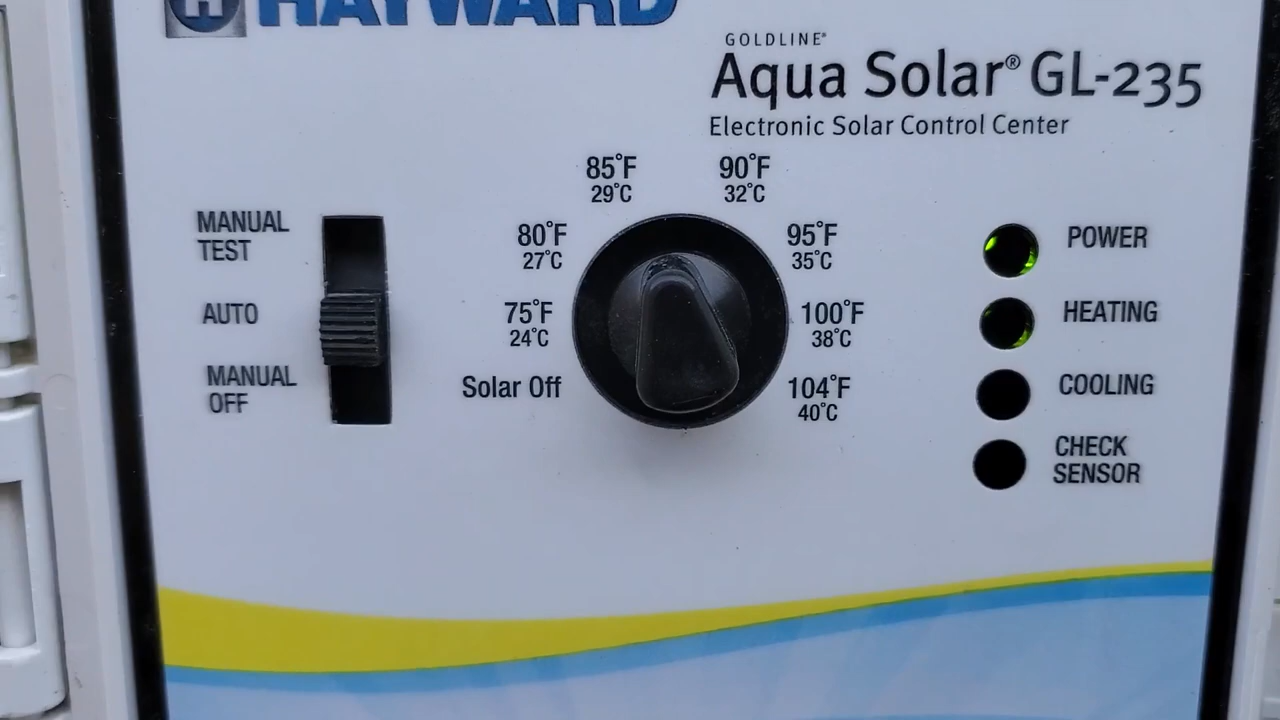 H HAYWARD
GOLDLINE®
Aqua Solar® GL-235
Electronic Solar Control Center
85°F
29°C
90°F
32°C
MANUAL
TEST
80°F
27°C
95°F
35°C
POWER
AUTO
75°F
24°C
100°F
38°C
HEATING
MANUAL
OFF
Solar Off
104°F
40°C
COOLING
CHECK
SENSOR